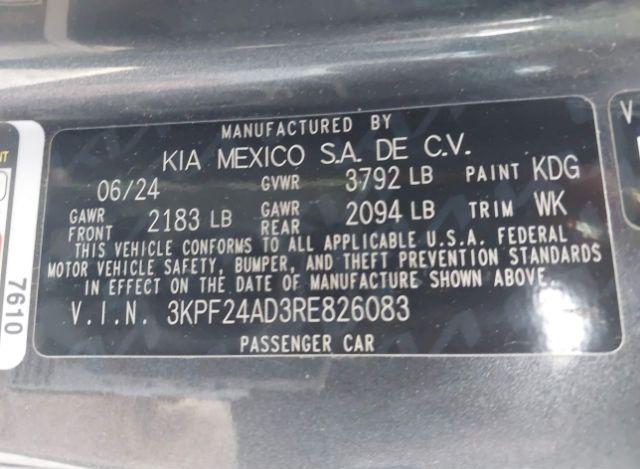 MANUFACTURED BY
KIA MEXICO S.A. DE C.V.
06/24 GVWR 3792 LB PAINT KDG
GAWR FRONT 2183 LB GAWR REAR 2094 LB TRIM WK
THIS VEHICLE CONFORMS TO ALL APPLICABLE U.S.A. FEDERAL
MOTOR VEHICLE SAFETY, BUMPER, AND THEFT PREVENTION STANDARDS
IN EFFECT ON THE DATE OF MANUFACTURE SHOWN ABOVE.
V.I.N. 3KPF24AD3RE826083
PASSENGER CAR
7610
V